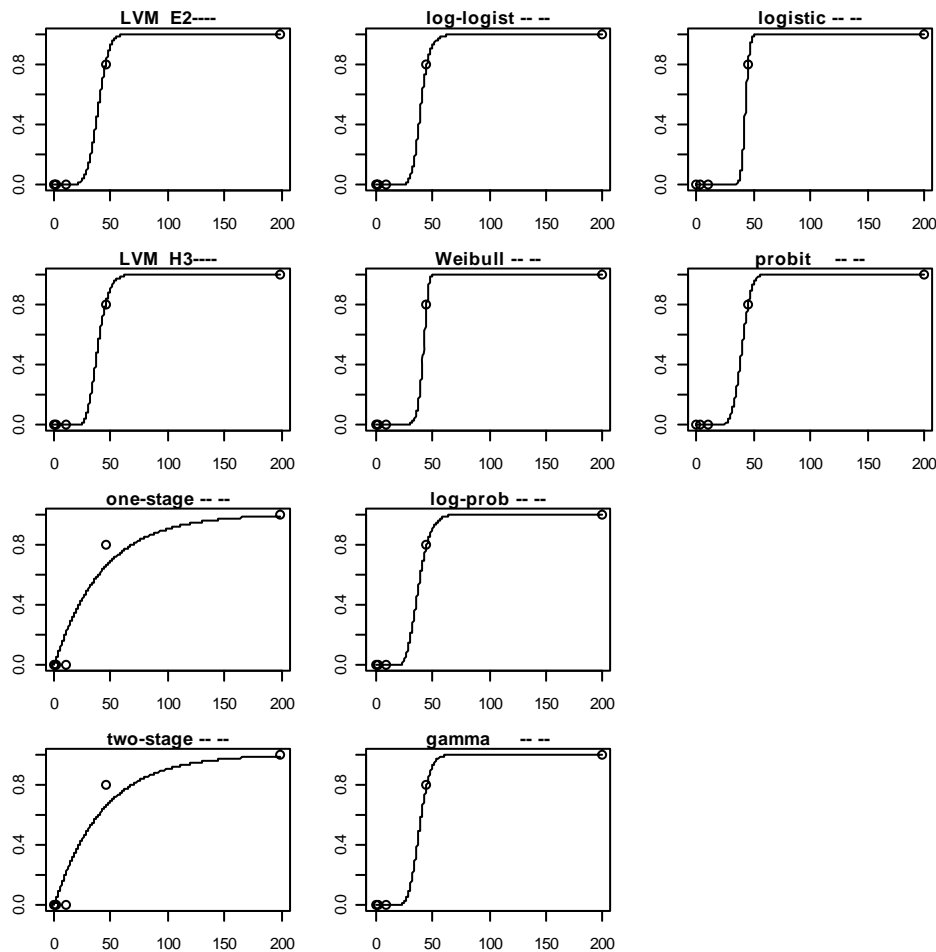 LVM E2----
0.0 0.4 0.8
0 50 100 150 200
log-logist -- --
0.0 0.4 0.8
0 50 100 150 200
logistic -- --
0.0 0.4 0.8
0 50 100 150 200
LVM H3----
0.0 0.4 0.8
0 50 100 150 200
Weibull -- --
0.0 0.4 0.8
0 50 100 150 200
probit -- --
0.0 0.4 0.8
0 50 100 150 200
one-stage -- --
0.0 0.4 0.8
0 50 100 150 200
log-prob -- --
0.0 0.4 0.8
0 50 100 150 200
two-stage -- --
0.0 0.4 0.8
0 50 100 150 200
gamma -- --
0.0 0.4 0.8
0 50 100 150 200